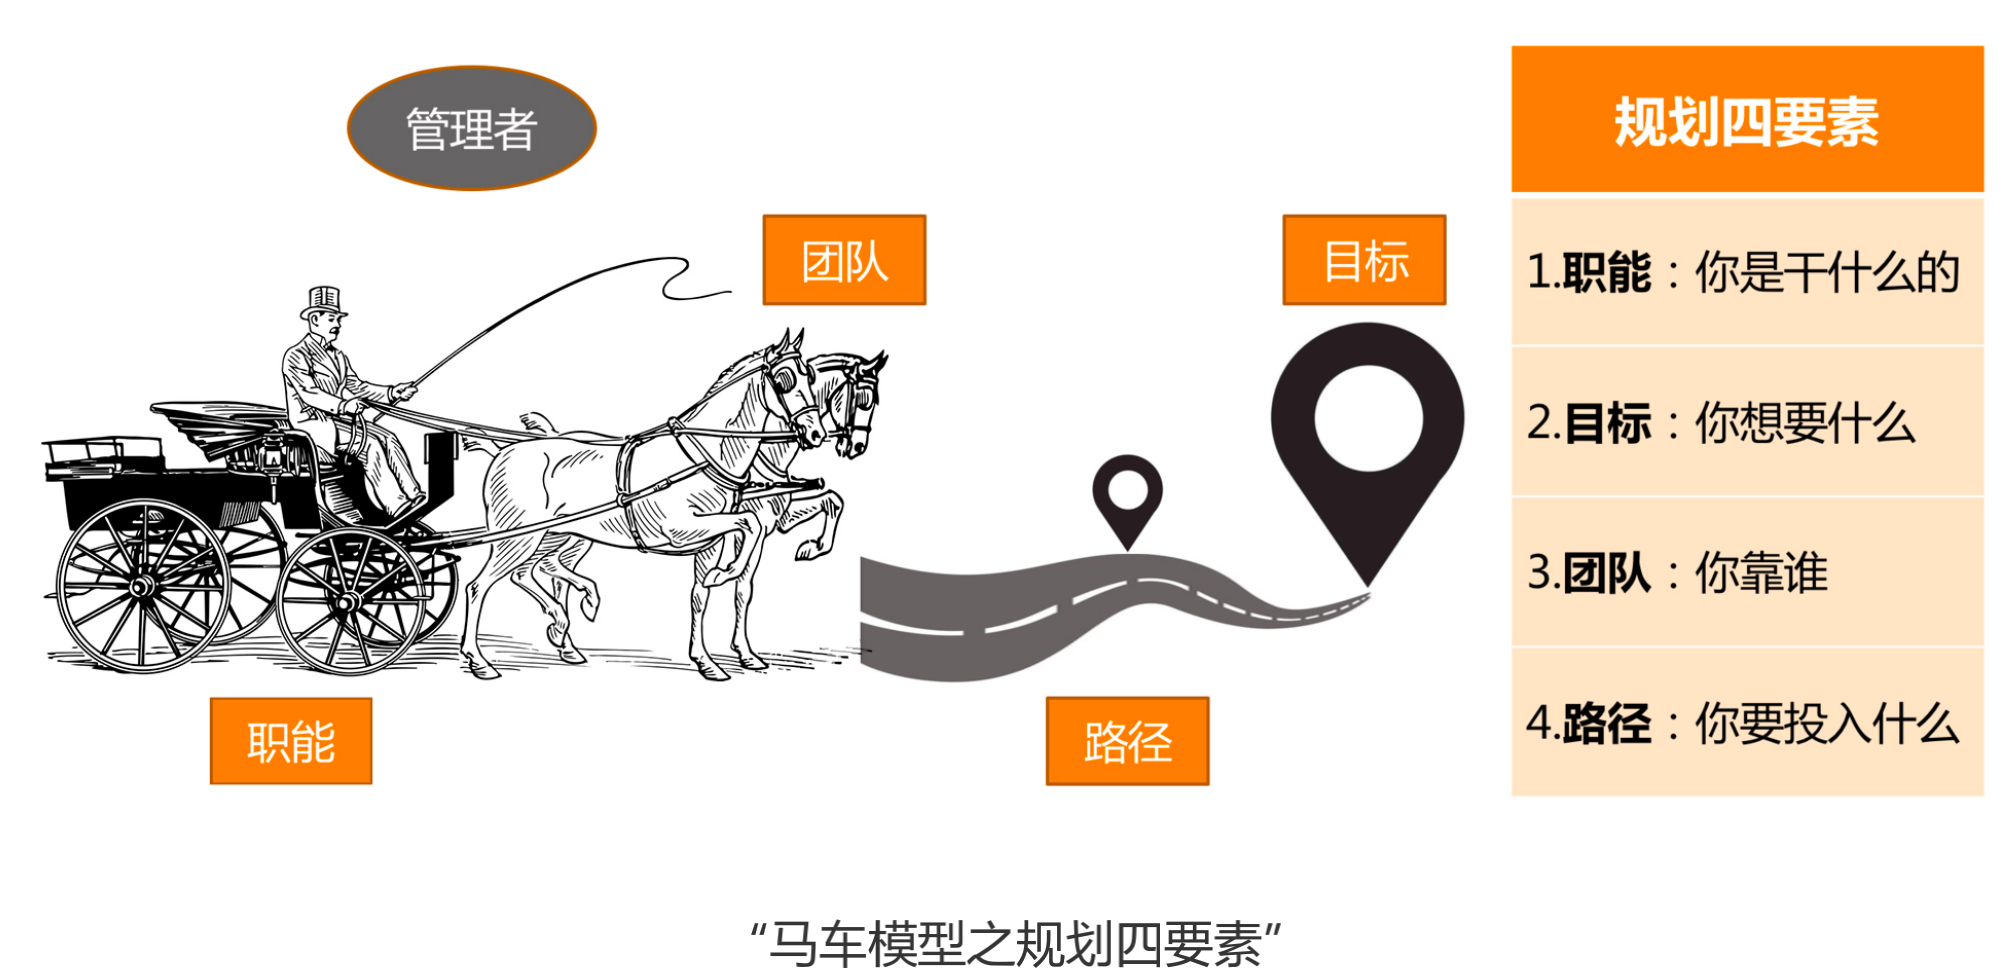 管理者
团队
目标
职能
路径
规划四要素
1.职能：你是干什么的
2.目标：你想要什么
3.团队：你靠谁
4.路径：你要投入什么
“马车模型之规划四要素”